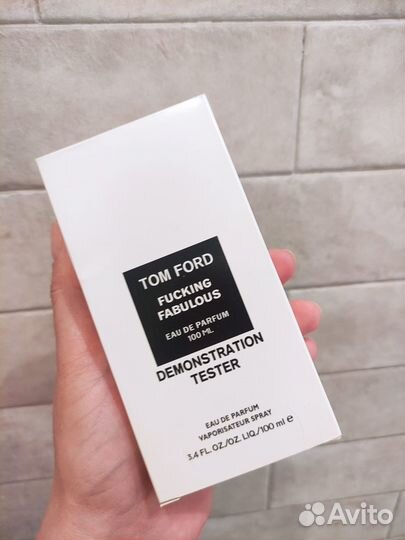 TOM FORD
FUCKING
FABULOUS
EAU DE PARFUM
100 ML
DEMONSTRATION
TESTER
EAU DE PARFUM
VAPORISATEUR SPRAY
3.4 FL. OZ./OZ. LIQ./100 ml e
Avito